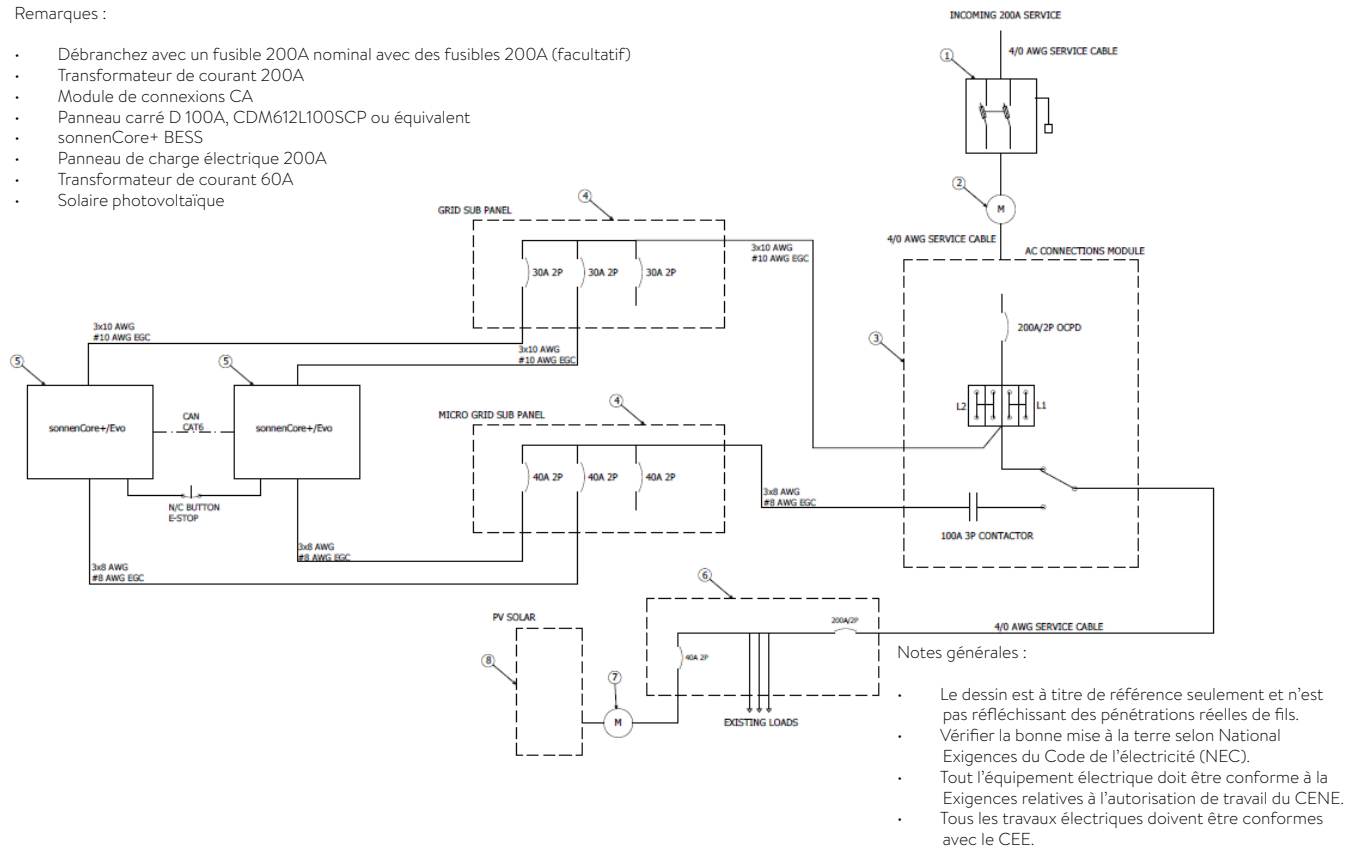 Remarques :
• Débranchez avec un fusible 200A nominal avec des fusibles 200A (facultatif)
• Transformateur de courant 200A
• Module de connexions CA
• Panneau carré D 100A, CDM612L100SCP ou équivalent
• sonnenCore+ BESS
• Panneau de charge électrique 200A
• Transformateur de courant 60A
• Solaire photovoltaïque
INCOMING 200A SERVICE
4/0 AWG SERVICE CABLE
1
2
M
4/0 AWG SERVICE CABLE
AC CONNECTIONS MODULE
3
200A/2P OCPD
L2
L1
100A 3P CONTACTOR
GRID SUB PANEL
4
30A 2P
30A 2P
30A 2P
3x10 AWG
#10 AWG EGC
3x10 AWG
#10 AWG EGC
3x10 AWG
#10 AWG EGC
5
5
sonnenCore+/Evo
CAN
CAT6
sonnenCore+/Evo
N/C BUTTON
E-STOP
MICRO GRID SUB PANEL
4
40A 2P
40A 2P
40A 2P
3x8 AWG
#8 AWG EGC
3x8 AWG
#8 AWG EGC
3x8 AWG
#8 AWG EGC
6
200A/2P
40A 2P
4/0 AWG SERVICE CABLE
EXISTING LOADS
PV SOLAR
8
7
M
Notes générales :
• Le dessin est à titre de référence seulement et n'est
pas réfléchissant des pénétrations réelles de fils.
• Vérifier la bonne mise à la terre selon National
Exigences du Code de l'électricité (NEC).
• Tout l'équipement électrique doit être conforme à la
Exigences relatives à l'autorisation de travail du CENE.
• Tous les travaux électriques doivent être conformes
avec le CEE.